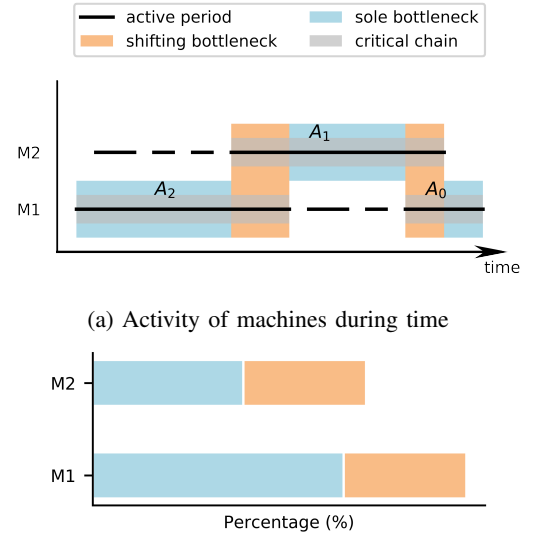 active period
sole bottleneck
shifting bottleneck
critical chain
A1
M2
A2
A0
M1
time
(a) Activity of machines during time
M2
M1
Percentage (%)